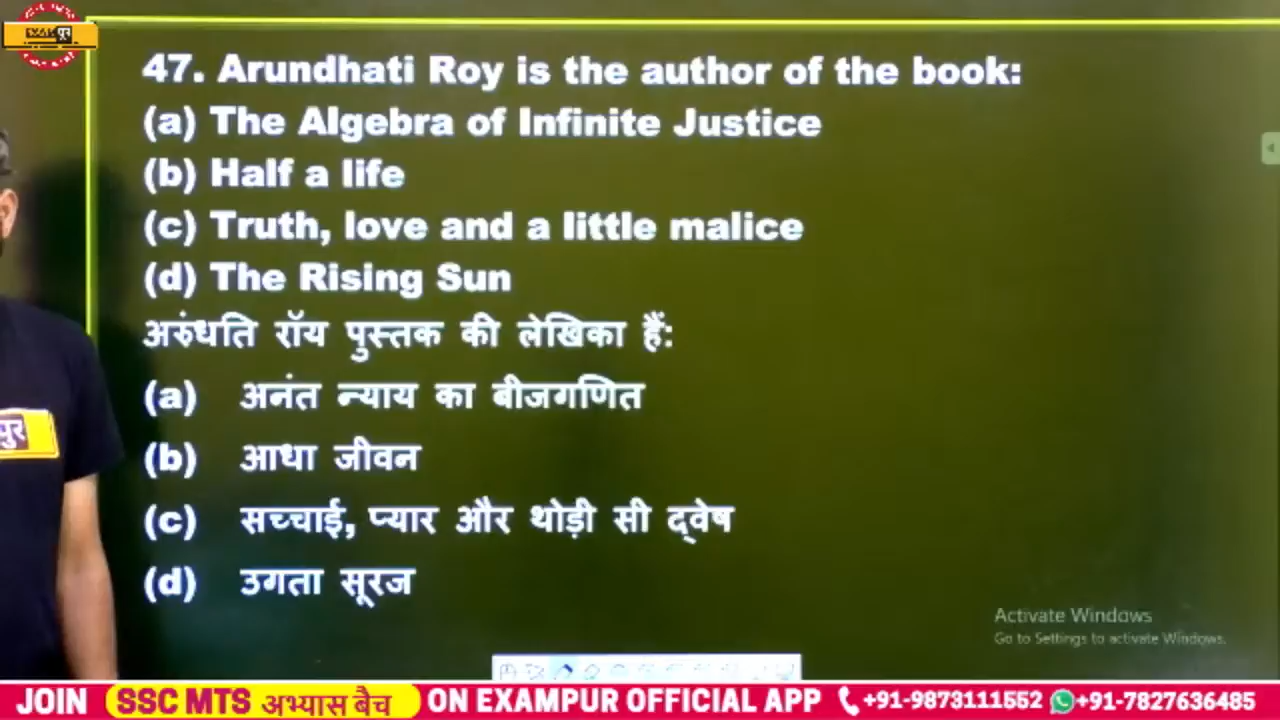 47. Arundhati Roy is the author of the book:
(a) The Algebra of Infinite Justice
(b) Half a life
(c) Truth, love and a little malice
(d) The Rising Sun
अरुंधति रॉय पुस्तक की लेखिका हैं:
(a) अनंत न्याय का बीजगणित
(b) आधा जीवन
(c) सच्चाई, प्यार और थोड़ी सी द्वेष
(d) उगता सूरज
पुर
Activate Windows
Go to Settings to activate Windows.
JOIN SSC MTS अभ्यास बैच ON EXAMPUR OFFICIAL APP +91-9873111552 +91-7827636485